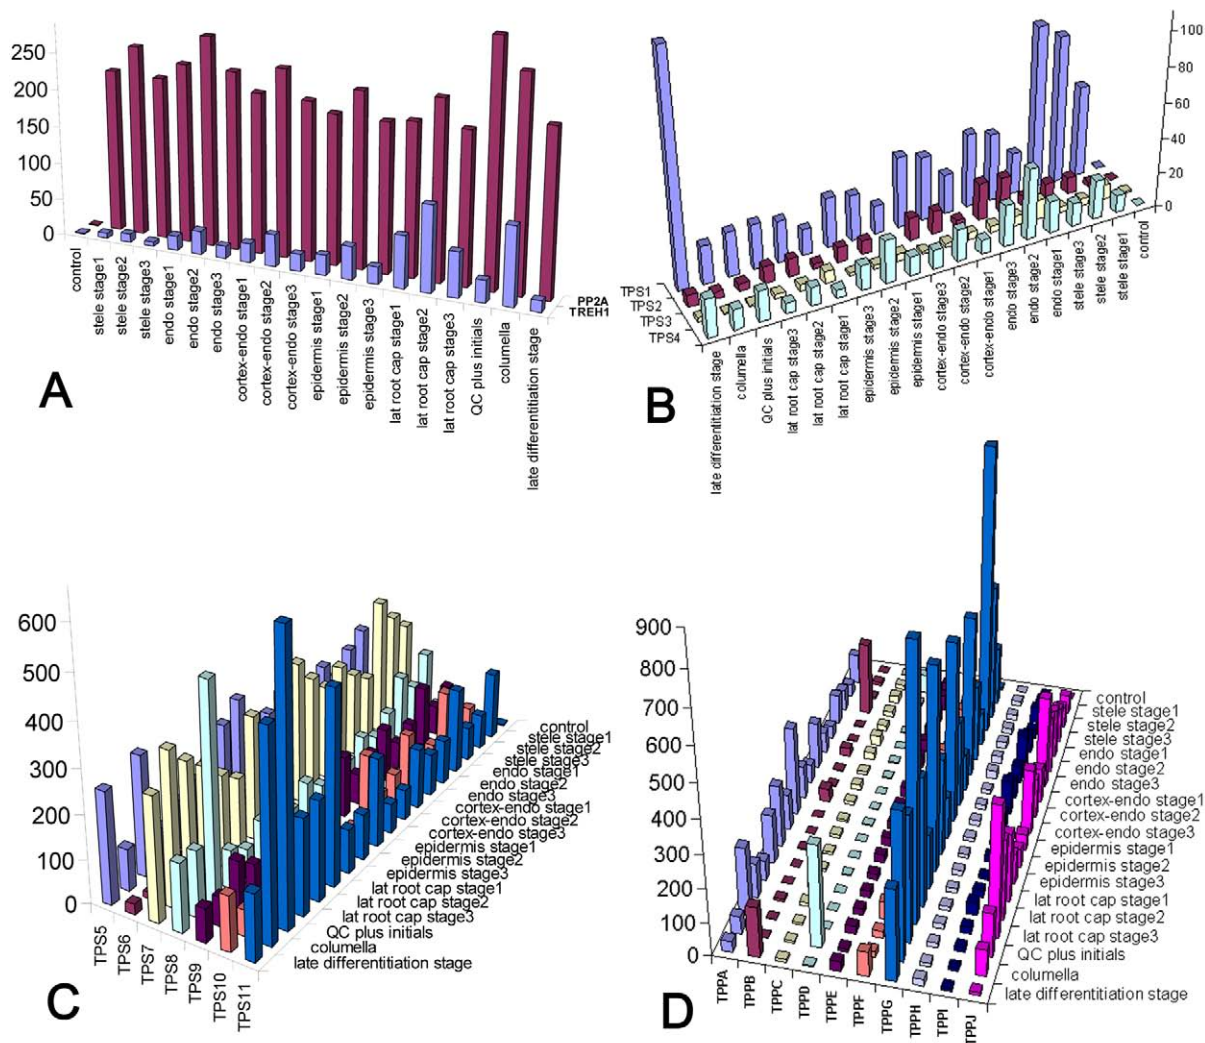 250
200
150
100
50
0
control
stele stage1
stele stage2
stele stage3
endo stage1
endo stage2
endo stage3
cortex-endo stage1
cortex-endo stage2
cortex-endo stage3
epidermis stage1
epidermis stage2
epidermis stage3
lat root cap stage1
lat root cap stage2
lat root cap stage3
QC plus initials
columella
late differentitiation stage
PP2A
TREH1
A
100
80
60
40
20
0
TPS1
TPS2
TPS3
TPS4
late differentitiation stage
columella
QC plus initials
lat root cap stage3
lat root cap stage2
lat root cap stage1
epidermis stage3
epidermis stage2
epidermis stage1
cortex-endo stage3
cortex-endo stage2
cortex-endo stage1
endo stage3
endo stage2
endo stage1
stele stage3
stele stage2
stele stage1
control
B
600
500
400
300
200
100
0
TPS5
TPS6
TPS7
TPS8
TPS9
TPS10
TPS11
control
stele stage1
stele stage2
stele stage3
endo stage1
endo stage2
endo stage3
cortex-endo stage1
cortex-endo stage2
cortex-endo stage3
epidermis stage1
epidermis stage2
epidermis stage3
lat root cap stage1
lat root cap stage2
lat root cap stage3
QC plus initials
columella
late differentitiation stage
C
900
800
700
600
500
400
300
200
100
0
TPPA
TPPB
TPPC
TPPD
TPPE
TPPF
TPPG
TPPH
TPPI
TPPJ
control
stele stage1
stele stage2
stele stage3
endo stage1
endo stage2
endo stage3
cortex-endo stage1
cortex-endo stage2
cortex-endo stage3
epidermis stage1
epidermis stage2
epidermis stage3
lat root cap stage1
lat root cap stage2
lat root cap stage3
QC plus initials
columella
late differentitiation stage
D